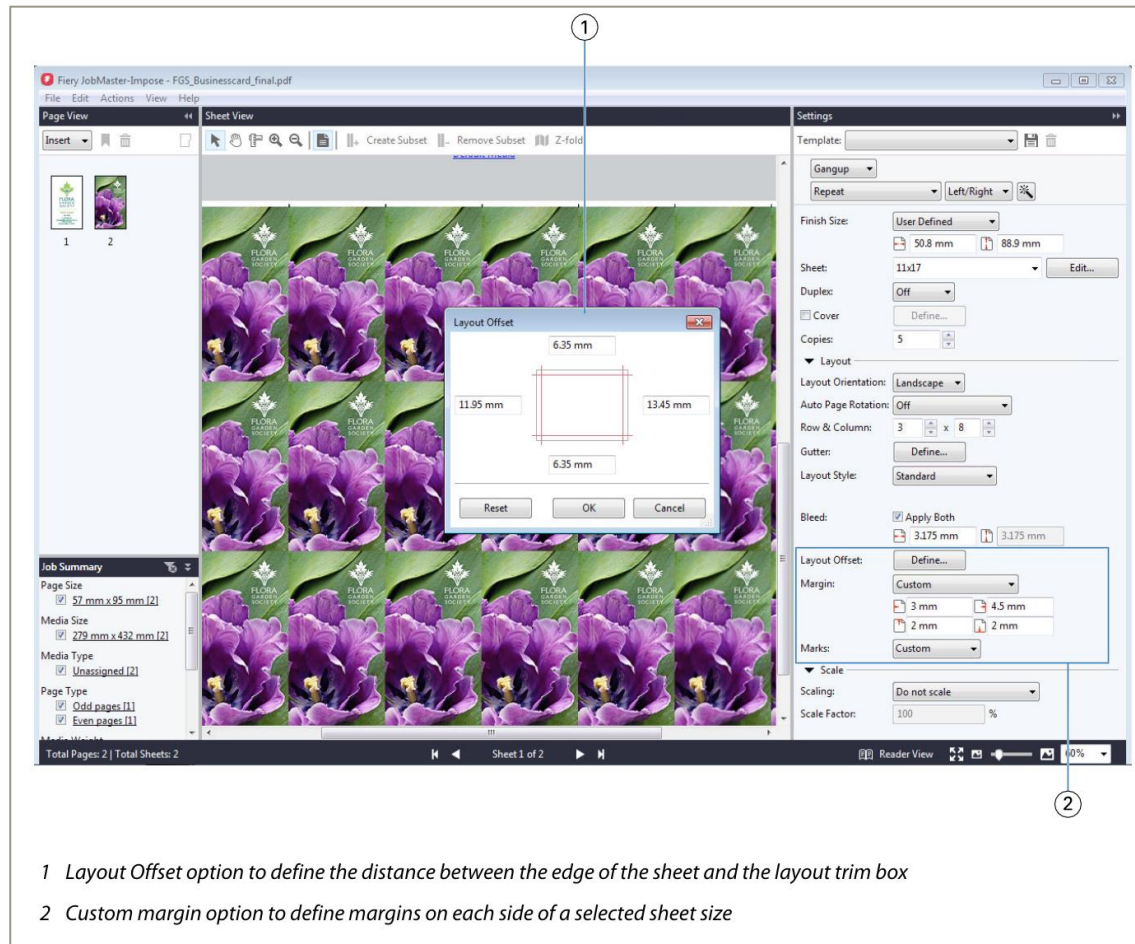 1
Fiery JobMaster-Impose - FGS_Businesscard_final.pdf
File Edit Actions View Help
Page View
Sheet View
Settings
Insert
Create Subset
Remove Subset
Z-fold
Template:
Default Media
Gangup
Repeat
Left/Right
1 2
Finish Size:
User Defined
50.8 mm 88.9 mm
Sheet:
11x17
Edit...
Duplex:
Off
Cover
Define...
Copies:
5
Layout
Layout Orientation:
Landscape
Auto Page Rotation:
Off
Row & Column:
3 x 8
Gutter:
Define...
Layout Style:
Standard
Bleed:
Apply Both
3.175 mm 3.175 mm
Layout Offset:
Define...
Margin:
Custom
3 mm 4.5 mm
2 mm 2 mm
Marks:
Custom
Scale
Scaling:
Do not scale
Scale Factor:
100 %
FLORA
GARDEN
SOCIETY
Layout Offset
6.35 mm
11.95 mm 13.45 mm
6.35 mm
Reset OK Cancel
Job Summary
Page Size
57 mm x 95 mm [2]
Media Size
279 mm x 432 mm [2]
Media Type
Unassigned [2]
Page Type
Odd pages [1]
Even pages [1]
Media Weight
Total Pages: 2 | Total Sheets: 2
Sheet 1 of 2
Reader View
60%
2
1 Layout Offset option to define the distance between the edge of the sheet and the layout trim box
2 Custom margin option to define margins on each side of a selected sheet size